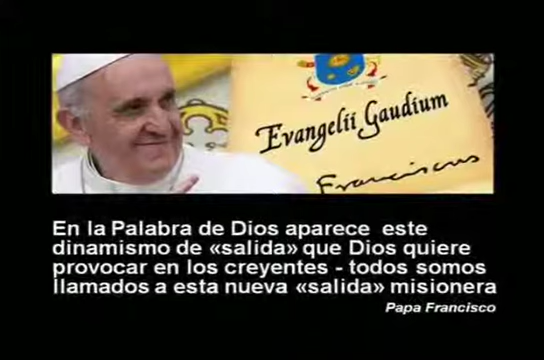 Evangelii Gaudium
Franciscus
En la Palabra de Dios aparece este
dinamismo de «salida» que Dios quiere
provocar en los creyentes - todos somos
llamados a esta nueva «salida» misionera
Papa Francisco